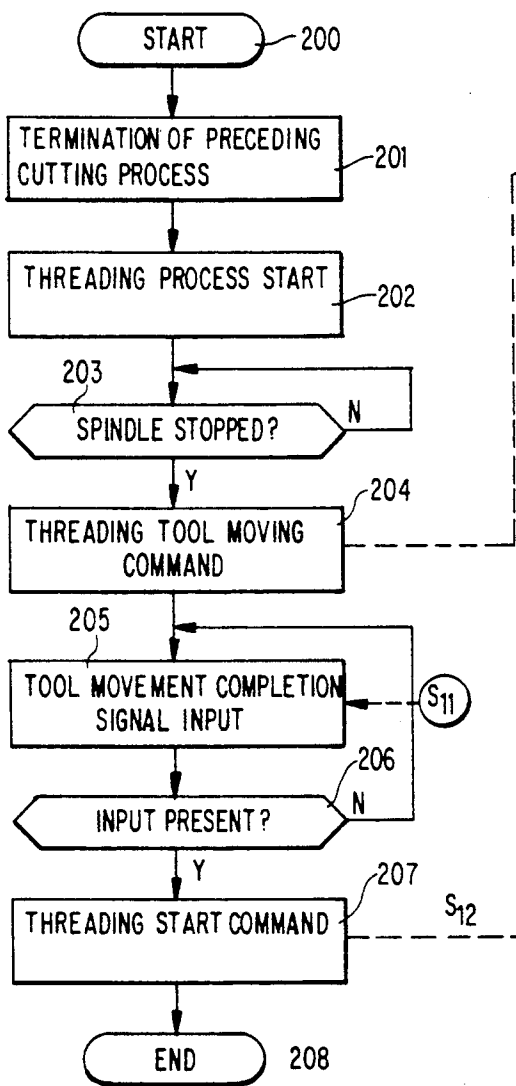 START
200
TERMINATION OF PRECEDING
CUTTING PROCESS
201
THREADING PROCESS START
202
203
SPINDLE STOPPED?
N
Y
204
THREADING TOOL MOVING
COMMAND
205
TOOL MOVEMENT COMPLETION
SIGNAL INPUT
S11
206
INPUT PRESENT?
N
Y
207
THREADING START COMMAND
S12
END
208